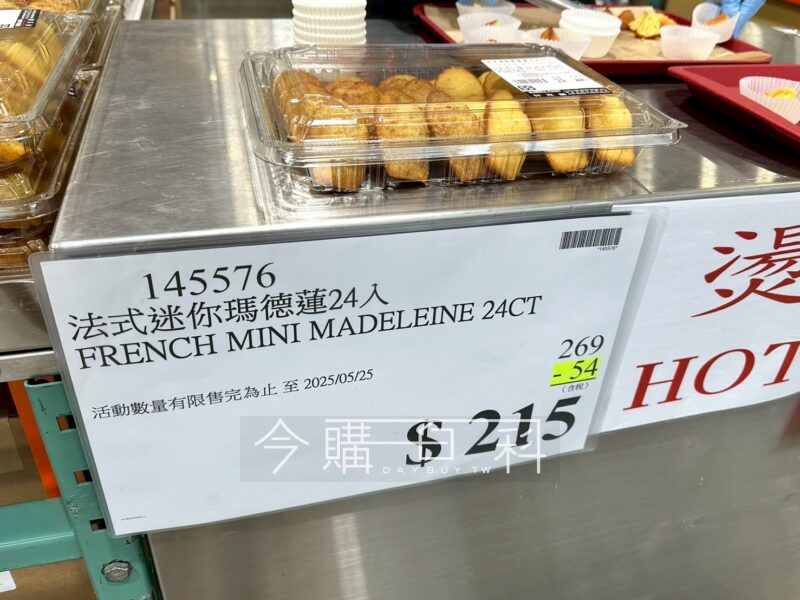 145576
法式迷你瑪德蓮24入
FRENCH MINI MADELEINE 24CT
*145576*
269
- 54
(含稅)
活動數量有限售完為止 至 2025/05/25
$ 215
今購百科
DAYBUY.TW
燙
HOT